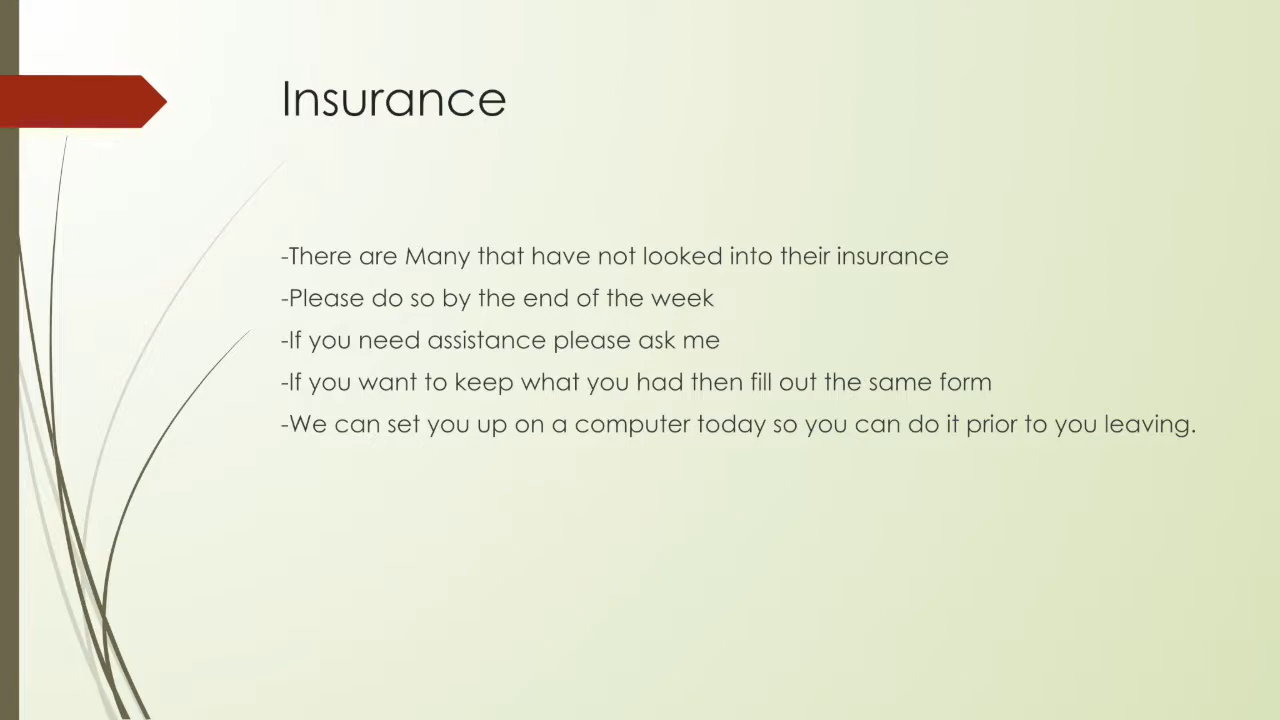 Insurance
-There are Many that have not looked into their insurance
-Please do so by the end of the week
-If you need assistance please ask me
-If you want to keep what you had then fill out the same form
-We can set you up on a computer today so you can do it prior to you leaving.